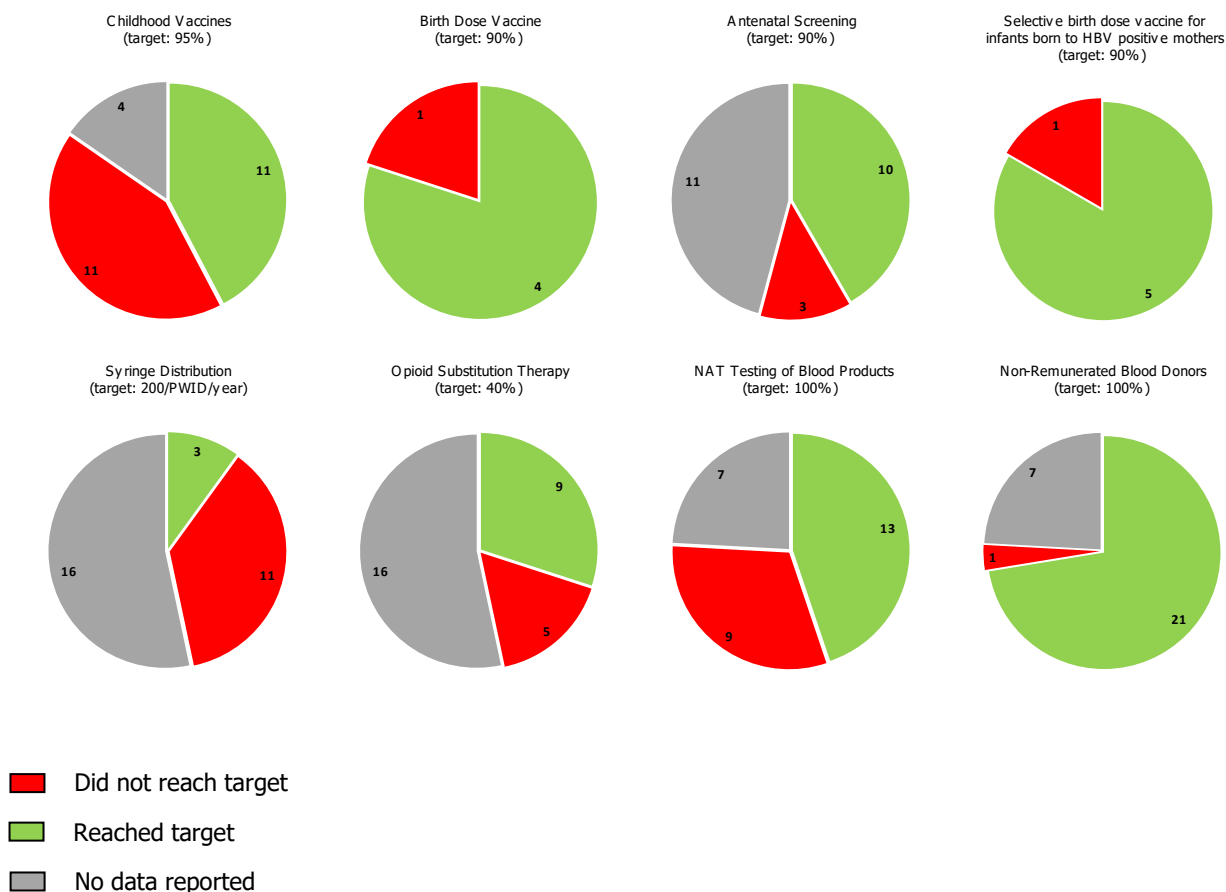 Childhood Vaccines
(target: 95%)
Birth Dose Vaccine
(target: 90%)
Antenatal Screening
(target: 90%)
Selective birth dose vaccine for
infants born to HBV positive mothers
(target: 90%)
4
11
11
1
4
11
10
3
1
5
Syringe Distribution
(target: 200/PWID/year)
Opioid Substitution Therapy
(target: 40%)
NAT Testing of Blood Products
(target: 100%)
Non-Remunerated Blood Donors
(target: 100%)
3
16
11
9
16
5
7
13
9
7
1
21
Did not reach target
Reached target
No data reported